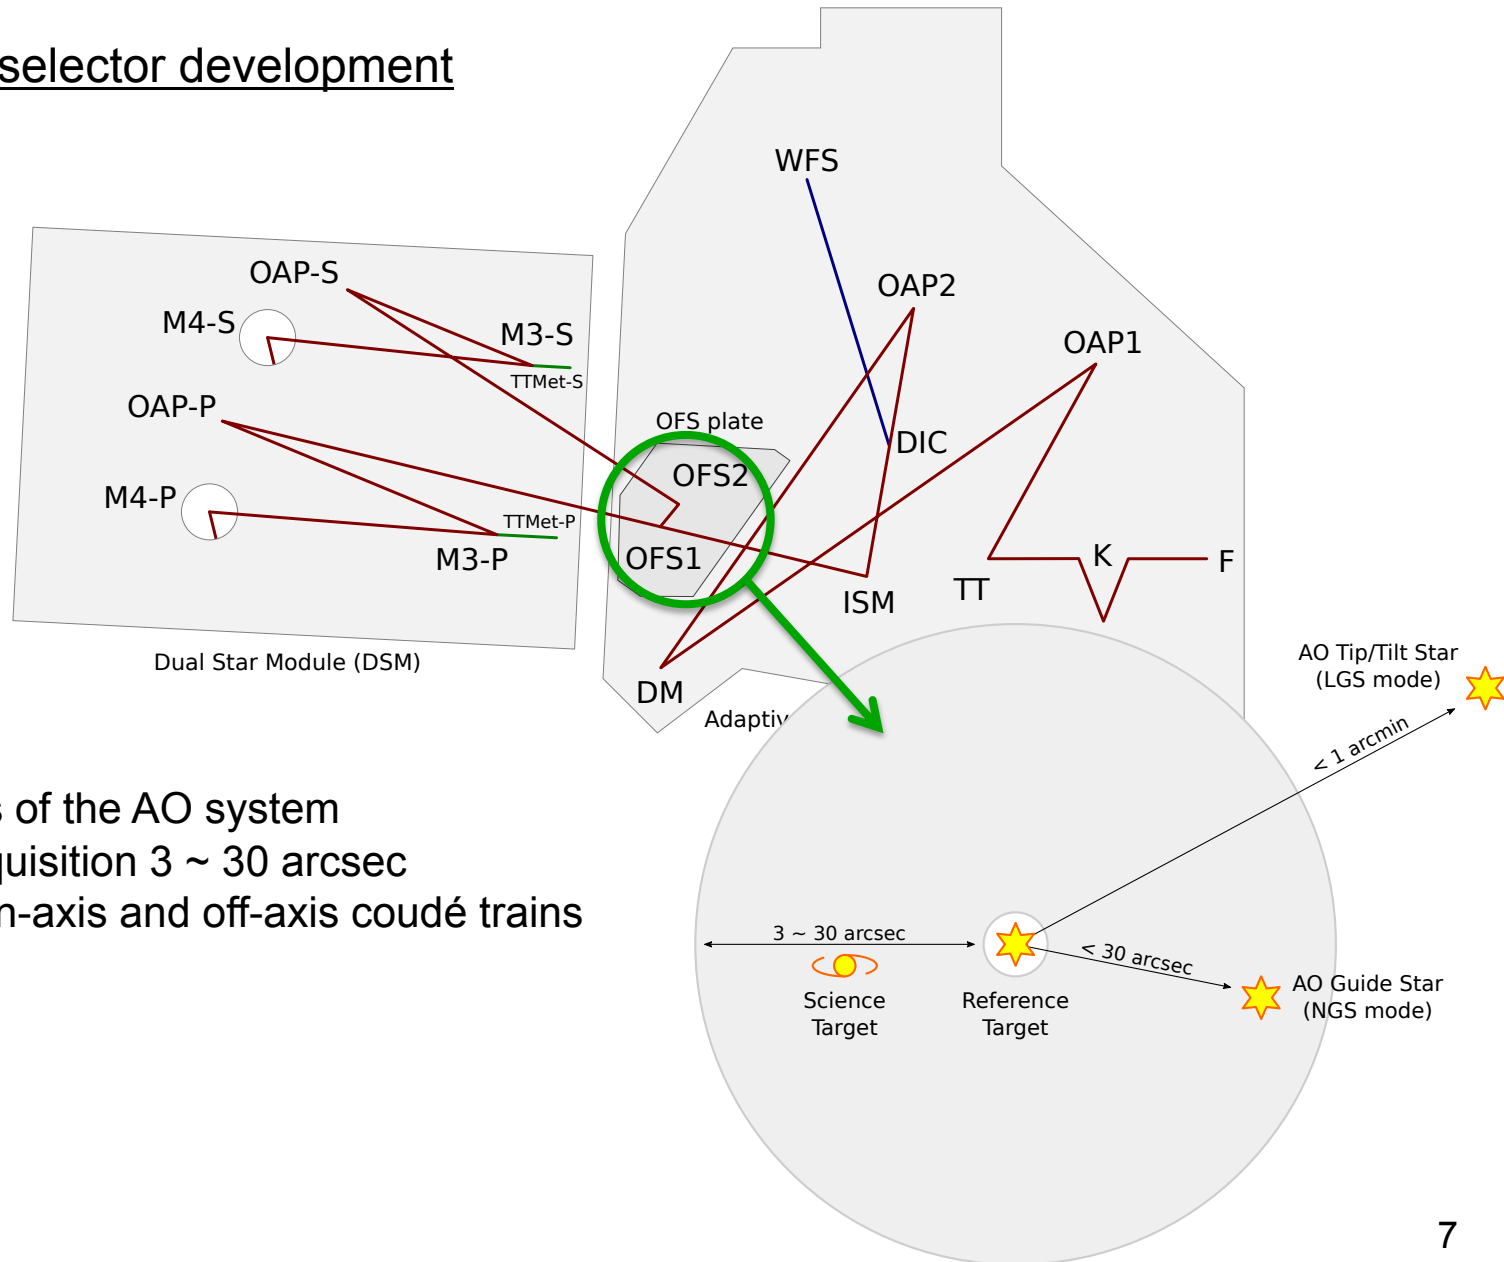 selector development
WFS
OAP-S
M4-S
M3-S
TTMet-S
OAP2
OAP1
OAP-P
OFS plate
OFS2
DIC
M4-P
TTMet-P
M3-P
OFS1
ISM
TT
K
F
Dual Star Module (DSM)
DM
AO Tip/Tilt Star
(LGS mode)
< 1 arcmin
s of the AO system
quisition 3 ~ 30 arcsec
n-axis and off-axis coudé trains
3 ~ 30 arcsec
< 30 arcsec
Science
Target
Reference
Target
AO Guide Star
(NGS mode)
7